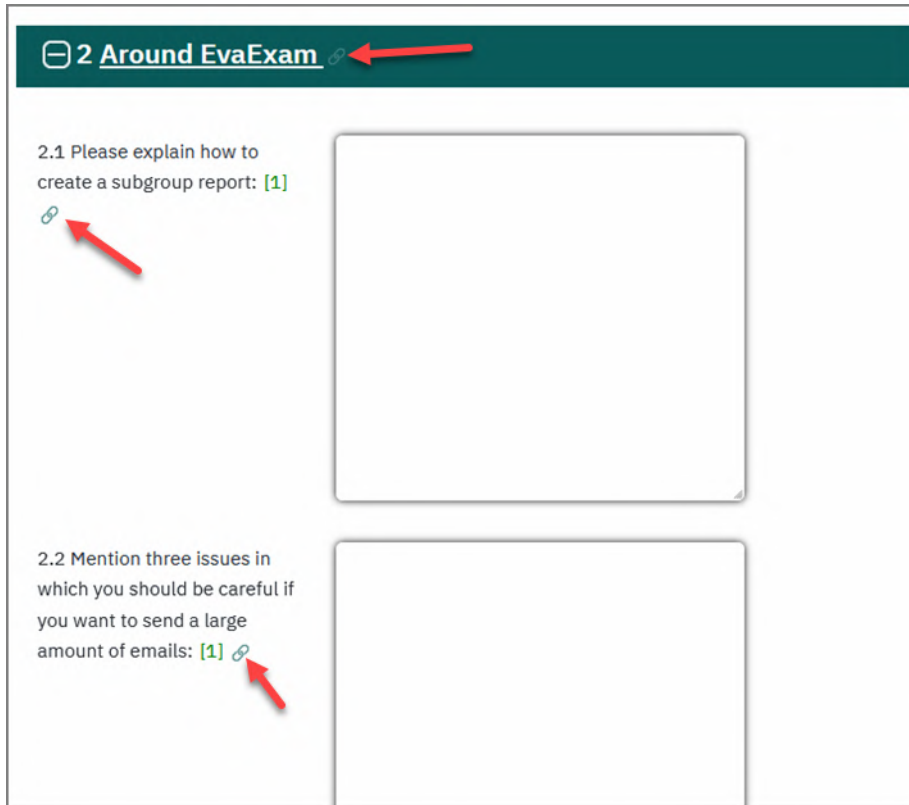 2 Around EvaExam
2.1 Please explain how to
create a subgroup report: [1]
2.2 Mention three issues in
which you should be careful if
you want to send a large
amount of emails: [1]